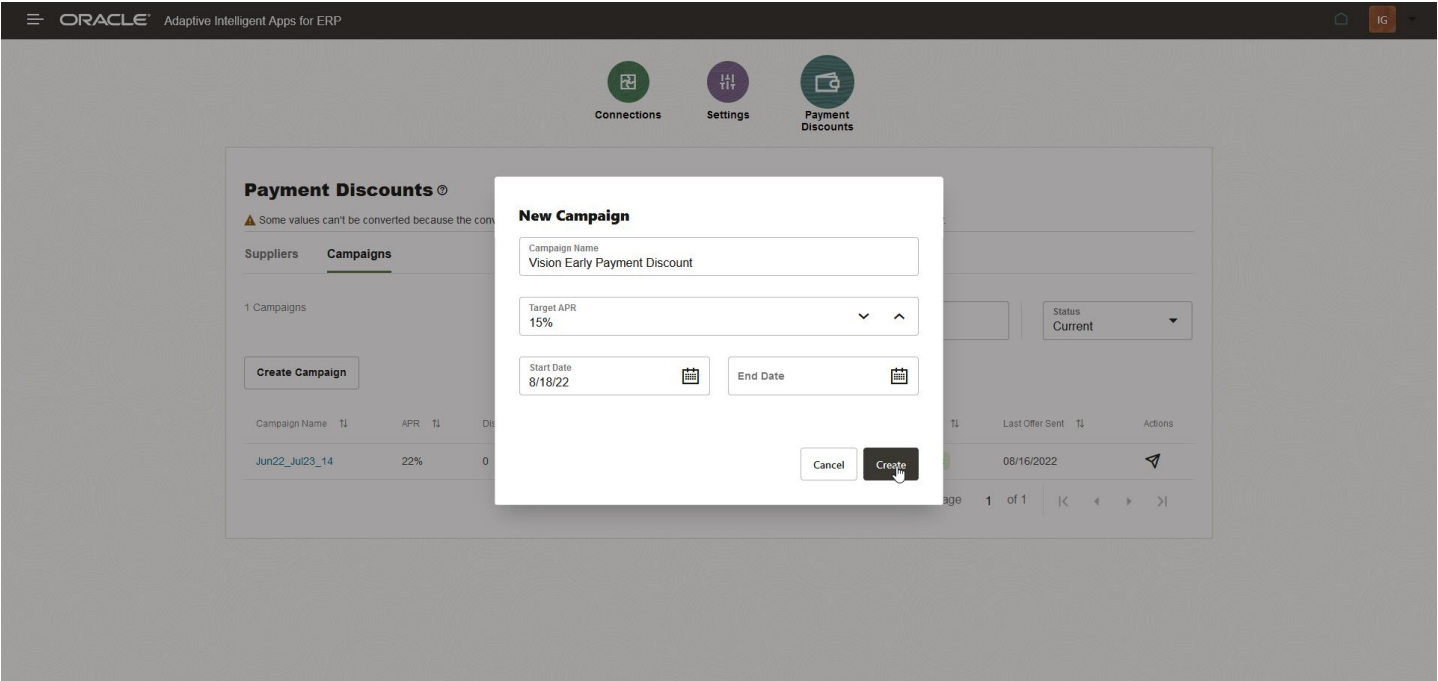 ORACLE Adaptive Intelligent Apps for ERP
IG
Connections
Settings
Payment
Discounts
Payment Discounts
Some values can't be converted because the
Suppliers
Campaigns
1 Campaigns
Status
Current
Create Campaign
Campaign Name
APR
Last Offer Sent
Actions
Jun22_Jul23_14
22%
0
08/16/2022
1 of 1
New Campaign
Campaign Name
Vision Early Payment Discount
Target APR
15%
Start Date
8/18/22
End Date
Cancel
Create